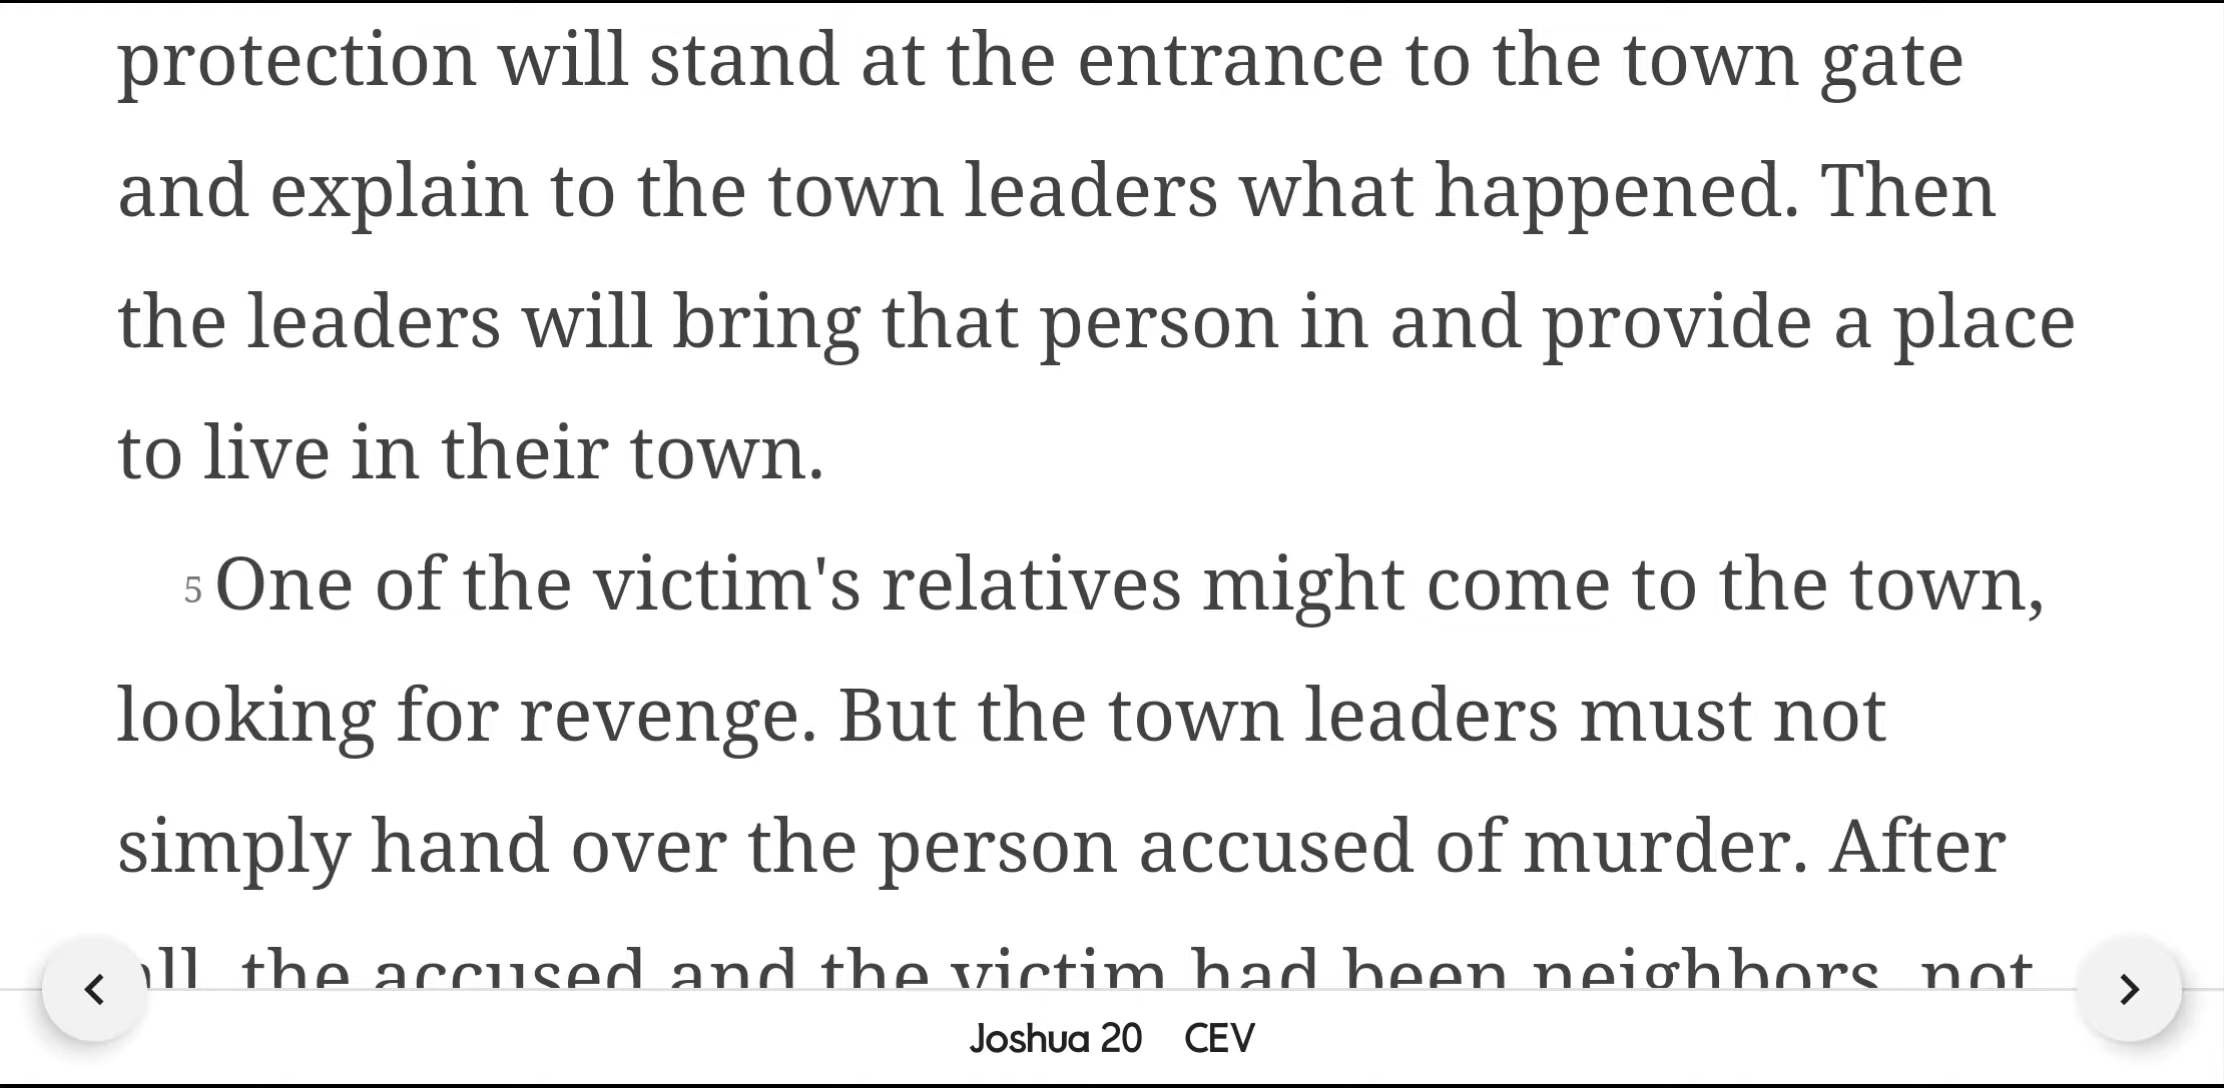 protection will stand at the entrance to the town gate
and explain to the town leaders what happened. Then
the leaders will bring that person in and provide a place
to live in their town.
5 One of the victim's relatives might come to the town,
looking for revenge. But the town leaders must not
simply hand over the person accused of murder. After
all, the accused and the victim had been neighbors, not
Joshua 20 CEV